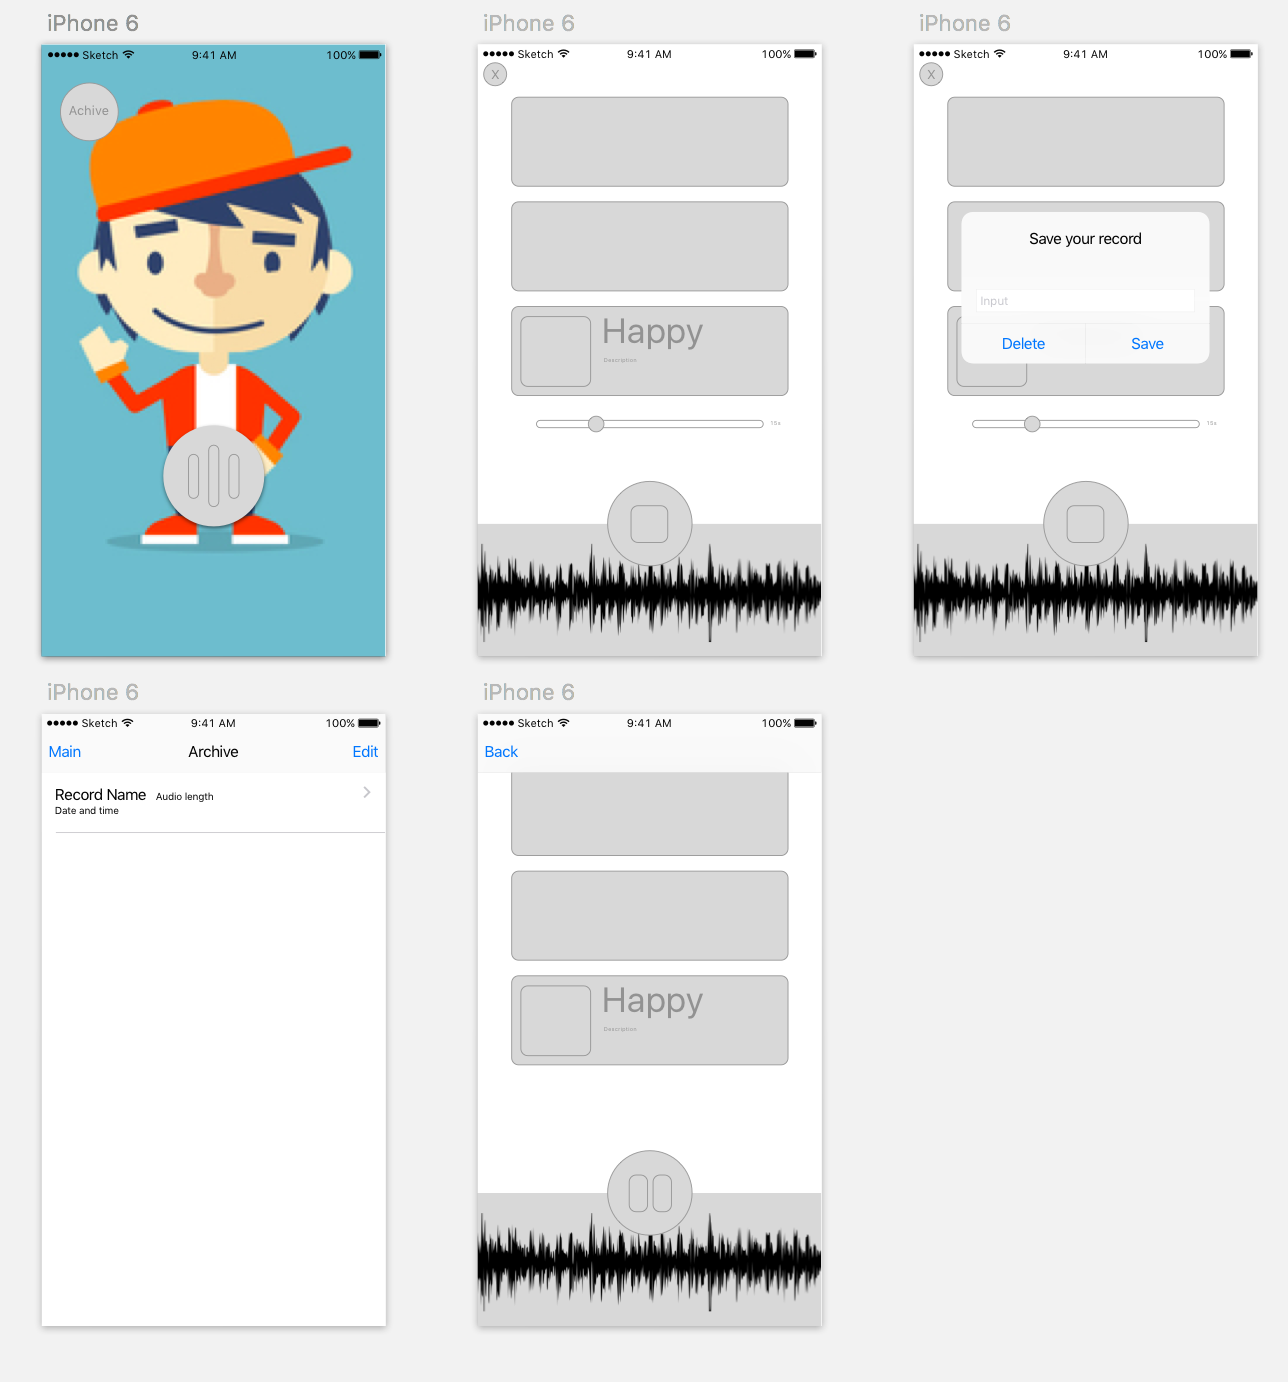 iPhone 6
Sketch 9:41 AM 100%
Achive
iPhone 6
Sketch 9:41 AM 100%
X
Happy
Description
15s
iPhone 6
Sketch 9:41 AM 100%
X
Save your record
Input
Delete Save
15s
iPhone 6
Sketch 9:41 AM 100%
Main Archive Edit
Record Name Audio length
Date and time
iPhone 6
Sketch 9:41 AM 100%
Back
Happy
Description